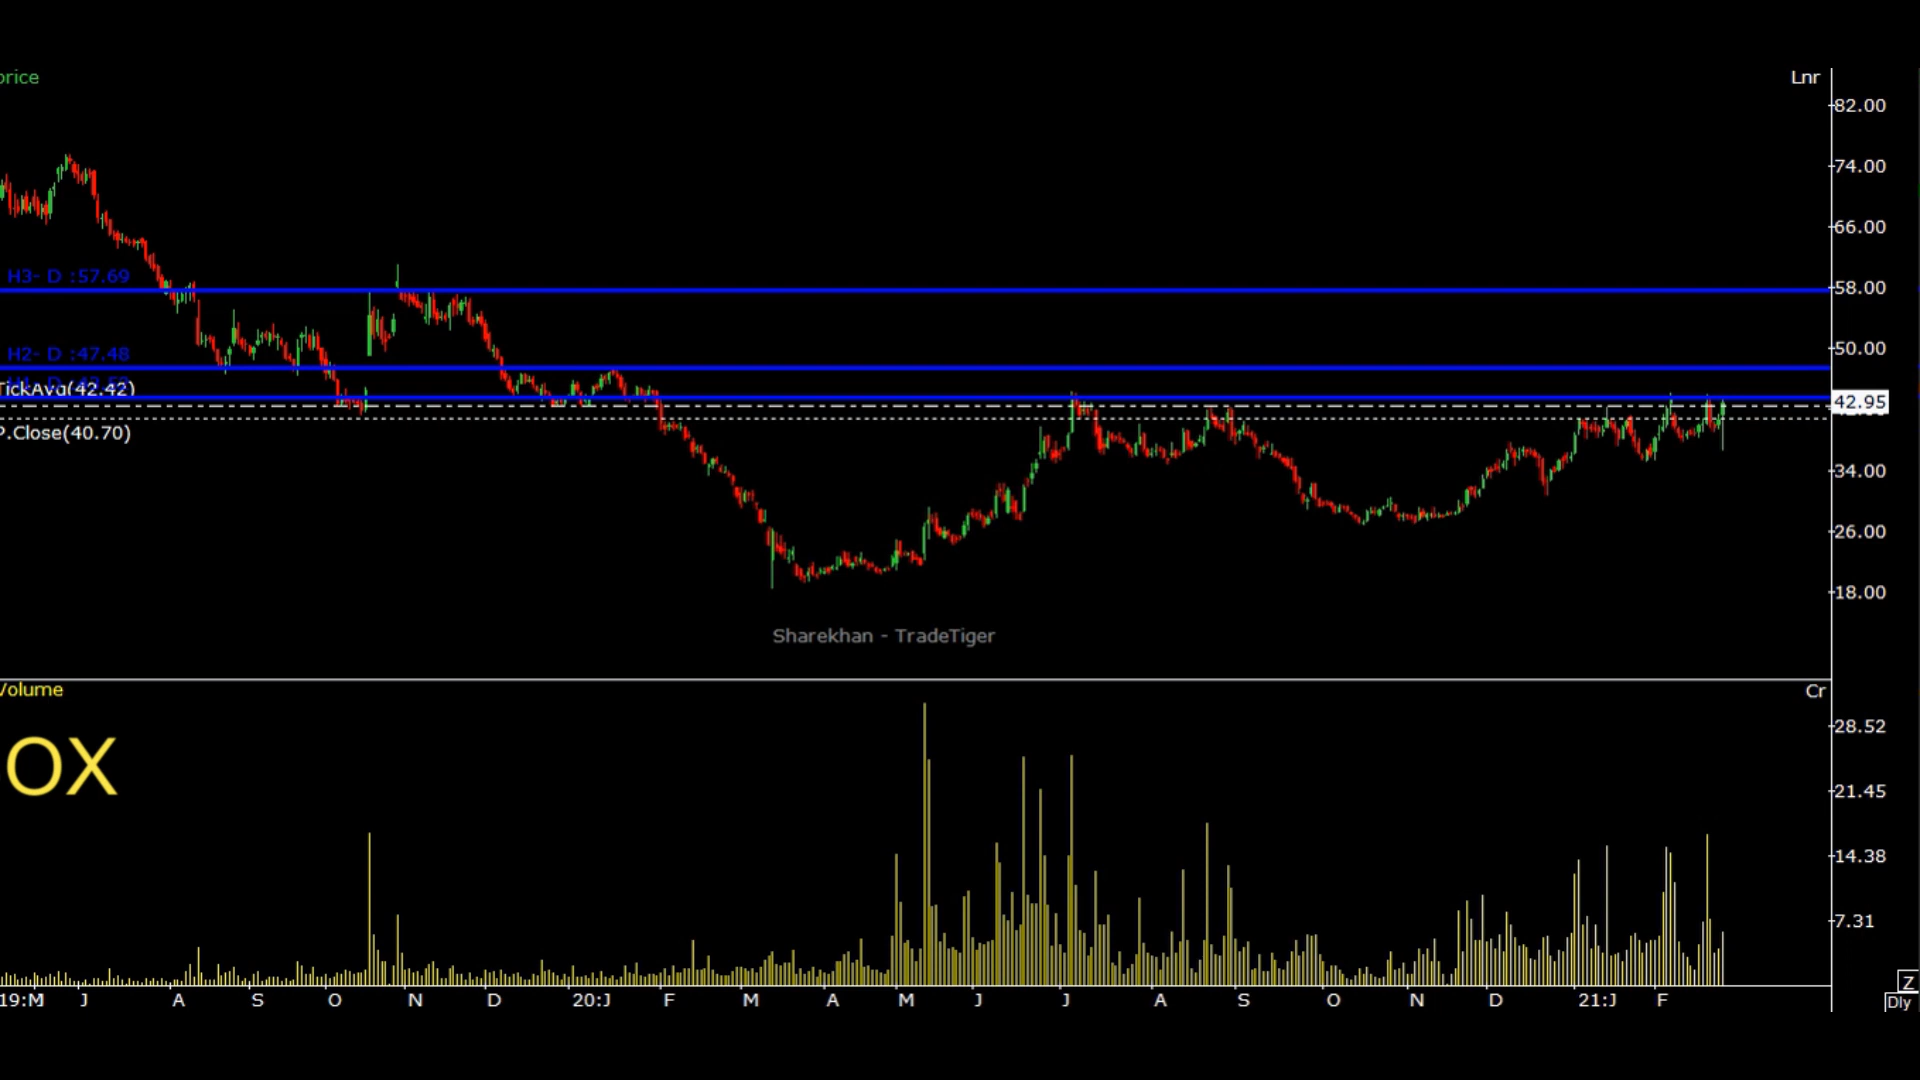 price
Lnr
82.00
74.00
66.00
H3- D :57.69
58.00
H2- D :47.48
50.00
TickAvg(42.42)
42.95
P.Close(40.70)
34.00
26.00
18.00
Sharekhan - TradeTiger
Volume
Cr
OX
28.52
21.45
14.38
7.31
19:M J A S O N D 20:J F M A M J J A S O N D 21:J F
Z
Dly